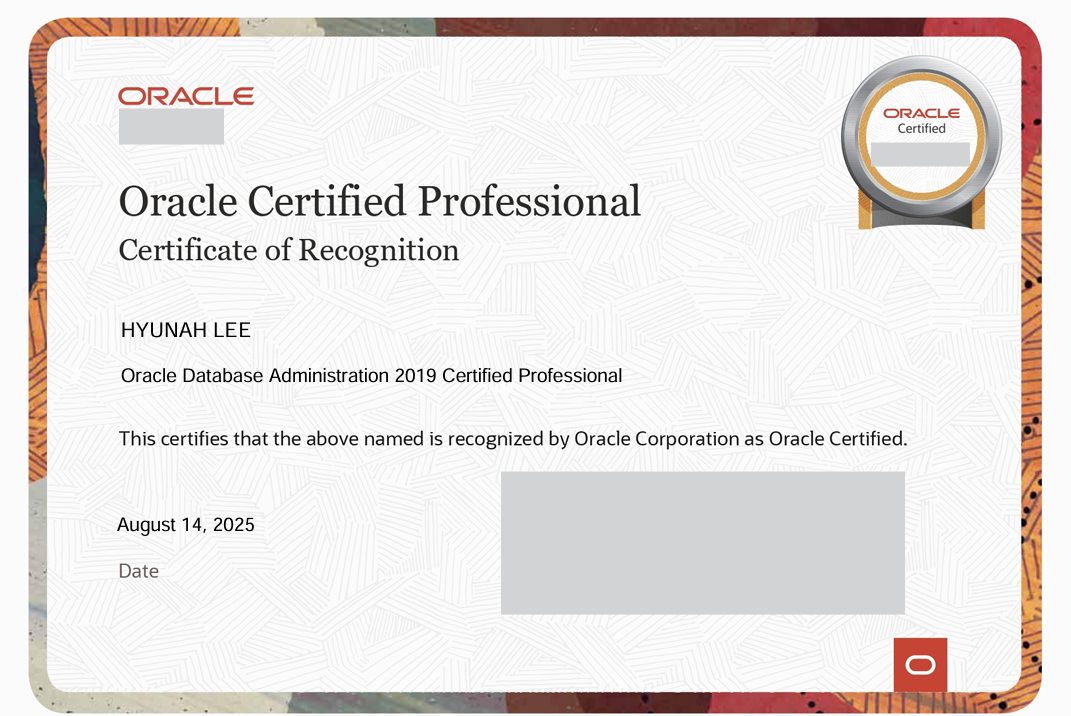 ORACLE
ORACLE
Certified
Oracle Certified Professional
Certificate of Recognition
HYUNAH LEE
Oracle Database Administration 2019 Certified Professional
This certifies that the above named is recognized by Oracle Corporation as Oracle Certified.
August 14, 2025
Date